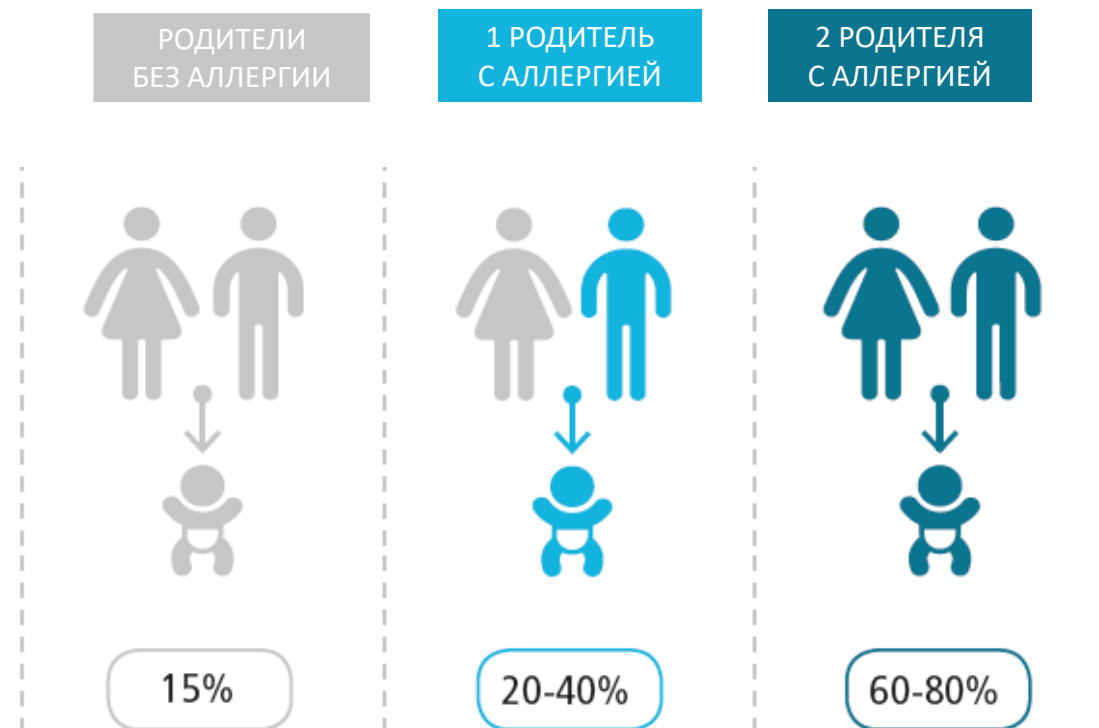 РОДИТЕЛИ
БЕЗ АЛЛЕРГИИ
1 РОДИТЕЛЬ
С АЛЛЕРГИЕЙ
2 РОДИТЕЛЯ
С АЛЛЕРГИЕЙ
15%
20-40%
60-80%